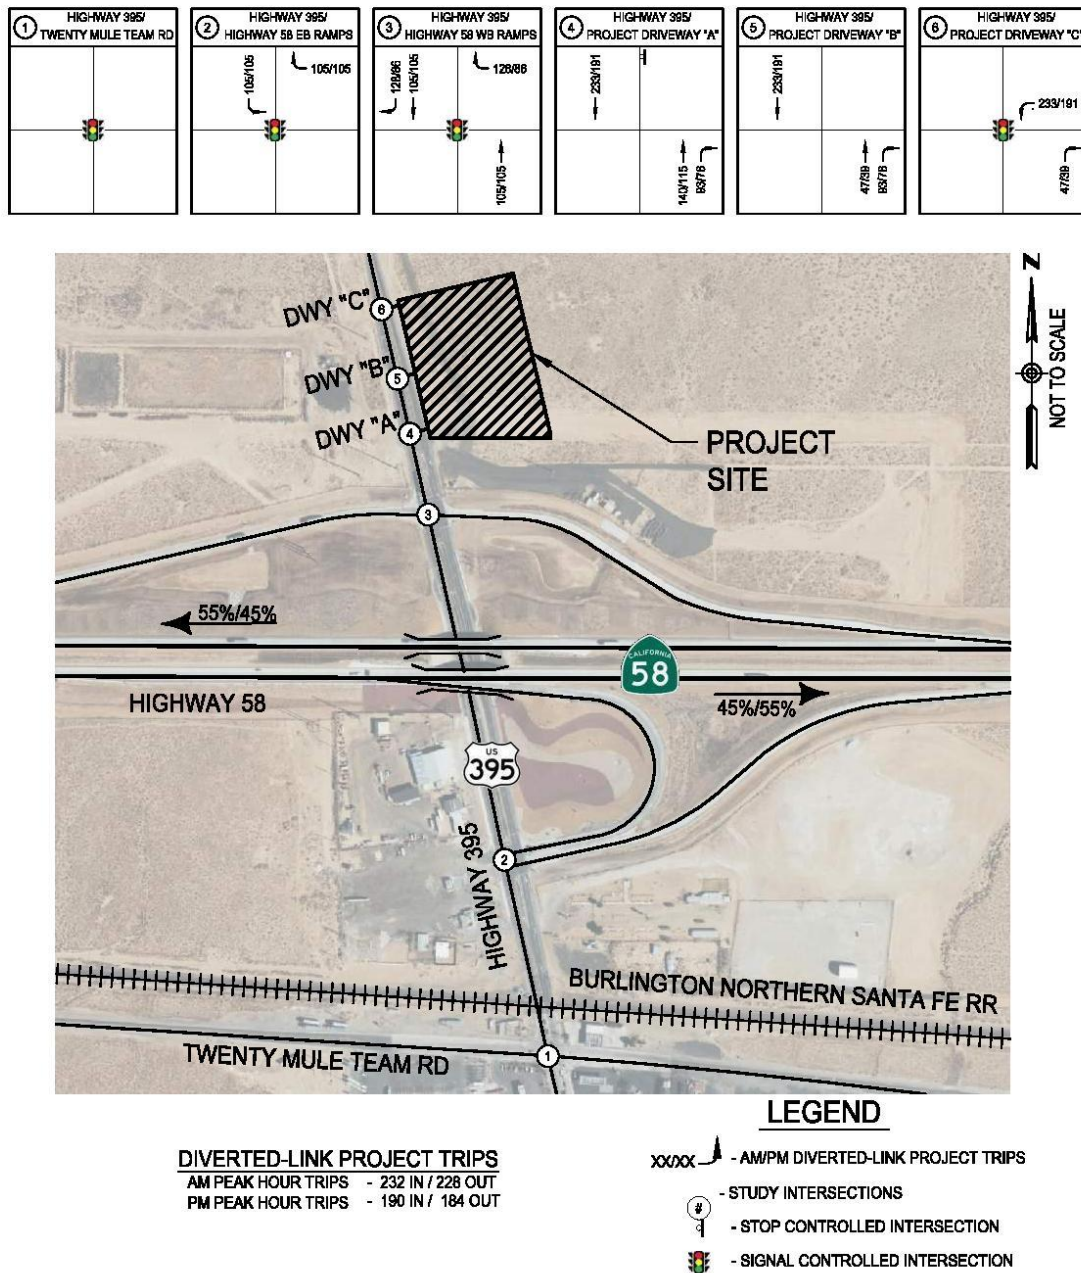 1 HIGHWAY 395/
TWENTY MULE TEAM RD
2 HIGHWAY 395/
HIGHWAY 58 EB RAMPS
105/105
105/105
3 HIGHWAY 395/
HIGHWAY 58 WB RAMPS
128/86
105/105
128/86
105/105
4 HIGHWAY 395/
PROJECT DRIVEWAY "A"
233/191
140/115
93/76
5 HIGHWAY 395/
PROJECT DRIVEWAY "B"
233/191
47/39
93/76
6 HIGHWAY 395/
PROJECT DRIVEWAY "C"
233/191
47/39
N
NOT TO SCALE
DWY "C"
6
DWY "B"
5
DWY "A"
4
PROJECT
SITE
3
55%/45%
CALIFORNIA
58
HIGHWAY 58
45%/55%
US
395
HIGHWAY 395
2
BURLINGTON NORTHERN SANTA FE RR
TWENTY MULE TEAM RD
1
LEGEND
DIVERTED-LINK PROJECT TRIPS
AM PEAK HOUR TRIPS - 232 IN / 228 OUT
PM PEAK HOUR TRIPS - 190 IN / 184 OUT
XX/XX - AM/PM DIVERTED-LINK PROJECT TRIPS
# - STUDY INTERSECTIONS
- STOP CONTROLLED INTERSECTION
- SIGNAL CONTROLLED INTERSECTION